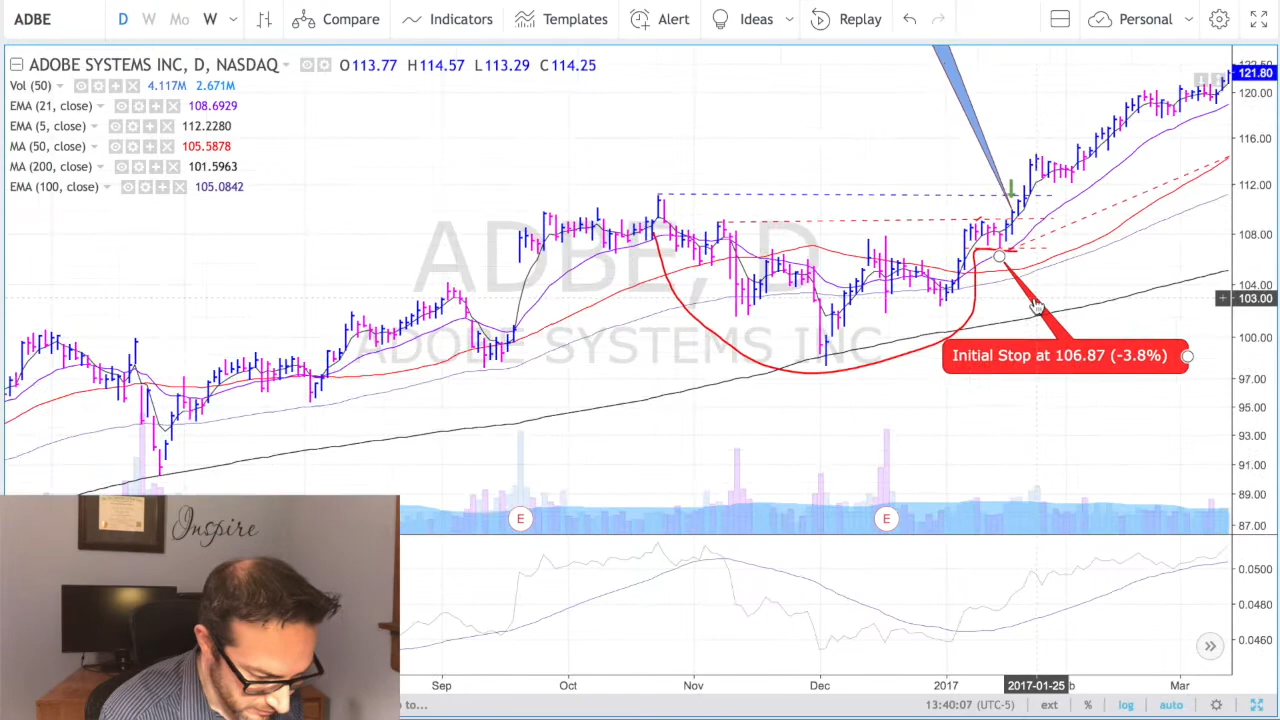 ADBE D W Mo W Compare Indicators Templates Alert Ideas Replay Personal
ADOBE SYSTEMS INC, D, NASDAQ O113.77 H114.57 L113.29 C114.25
Vol (50) 4.117M 2.671M
EMA (21, close) 108.6929
EMA (5, close) 112.2280
MA (50, close) 105.5878
MA (200, close) 101.5963
EMA (100, close) 105.0842
ADBE, D
ADOBE SYSTEMS INC
122.50
121.80
120.00
116.00
112.00
108.00
104.00
103.00
100.00
97.00
95.00
93.00
91.00
89.00
87.00
Initial Stop at 106.87 (-3.8%)
E E
Inspire
0.0500
0.0480
0.0460
Sep Oct Nov Dec 2017 2017-01-25 b Mar
to... 13:40:07 (UTC-5) ext % log auto